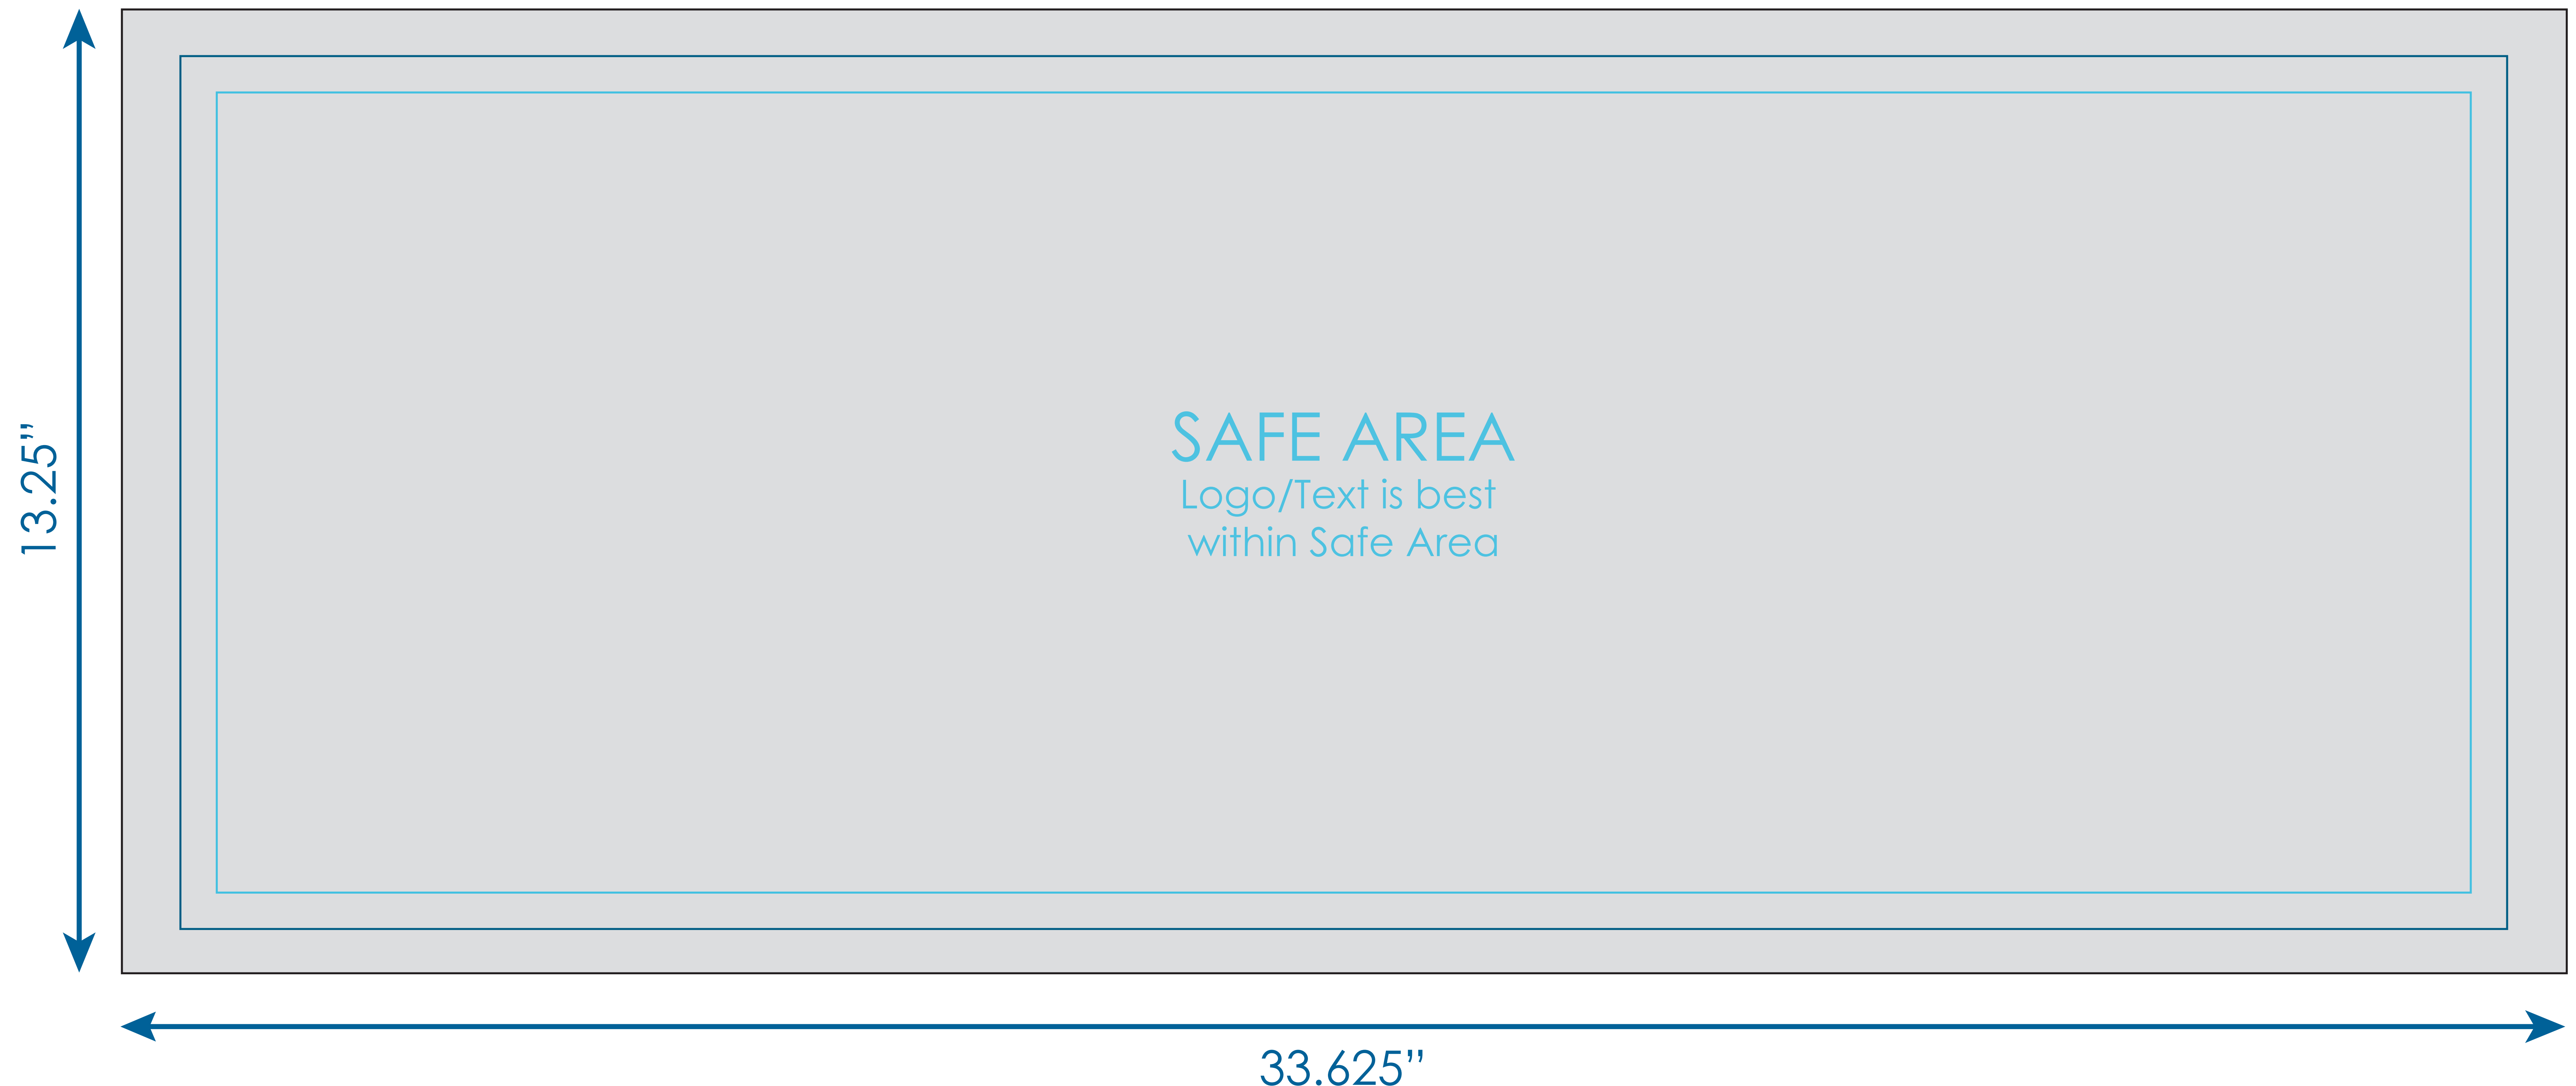 13.25”
SAFE AREA
Logo/Text is best
within Safe Area
33.625”